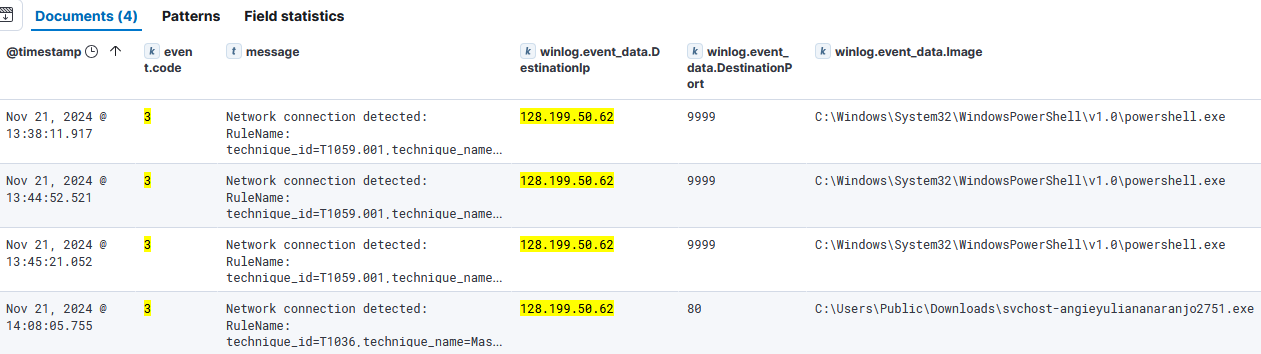 Documents (4) Patterns Field statistics
@timestamp k even message k winlog.event_data.D k winlog.event_ k winlog.event_data.Image
t.code t estinationIp data.DestinationP
ort
Nov 21, 2024 @ 3 Network connection detected: 128.199.50.62 9999 C:\Windows\System32\WindowsPowerShell\v1.0\powershell.exe
13:38:11.917 RuleName:
technique_id=T1059.001,technique_name…
Nov 21, 2024 @ 3 Network connection detected: 128.199.50.62 9999 C:\Windows\System32\WindowsPowerShell\v1.0\powershell.exe
13:44:52.521 RuleName:
technique_id=T1059.001,technique_name…
Nov 21, 2024 @ 3 Network connection detected: 128.199.50.62 9999 C:\Windows\System32\WindowsPowerShell\v1.0\powershell.exe
13:45:21.052 RuleName:
technique_id=T1059.001,technique_name…
Nov 21, 2024 @ 3 Network connection detected: 128.199.50.62 80 C:\Users\Public\Downloads\svchost-angieyuliananaranjo2751.exe
14:08:05.755 RuleName:
technique_id=T1036,technique_name=Mas…